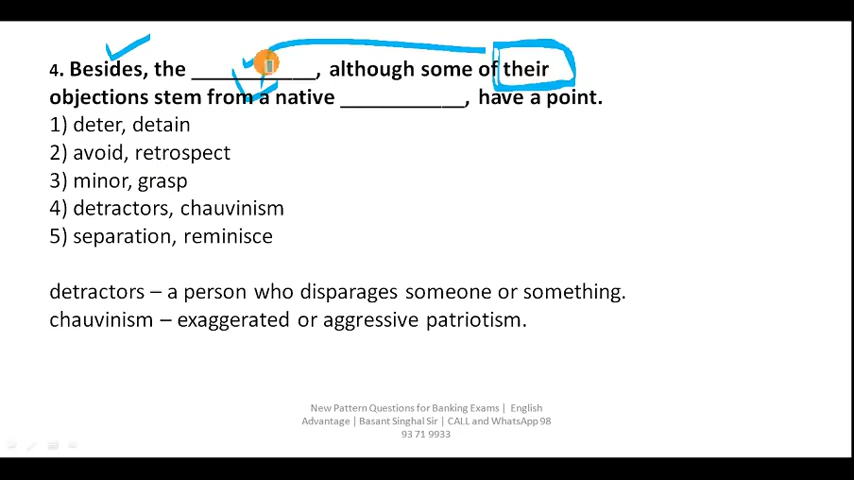 4. Besides, the ____________, although some of their
objections stem from a native ____________, have a point.
1) deter, detain
2) avoid, retrospect
3) minor, grasp
4) detractors, chauvinism
5) separation, reminisce
detractors – a person who disparages someone or something.
chauvinism – exaggerated or aggressive patriotism.
New Pattern Questions for Banking Exams | English
Advantage | Basant Singhal Sir | CALL and WhatsApp 98
93 71 9933